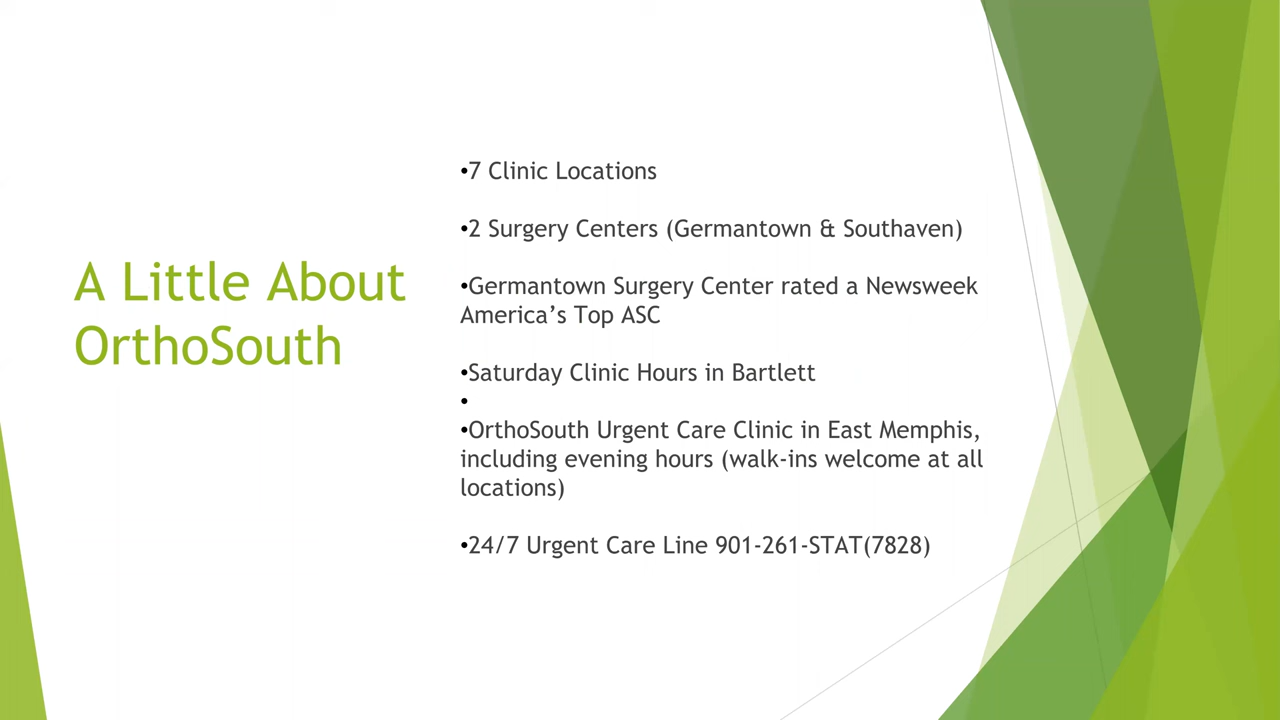 A Little About
OrthoSouth
•7 Clinic Locations
•2 Surgery Centers (Germantown & Southaven)
•Germantown Surgery Center rated a Newsweek
America’s Top ASC
•Saturday Clinic Hours in Bartlett
•
•OrthoSouth Urgent Care Clinic in East Memphis,
including evening hours (walk-ins welcome at all
locations)
•24/7 Urgent Care Line 901-261-STAT(7828)